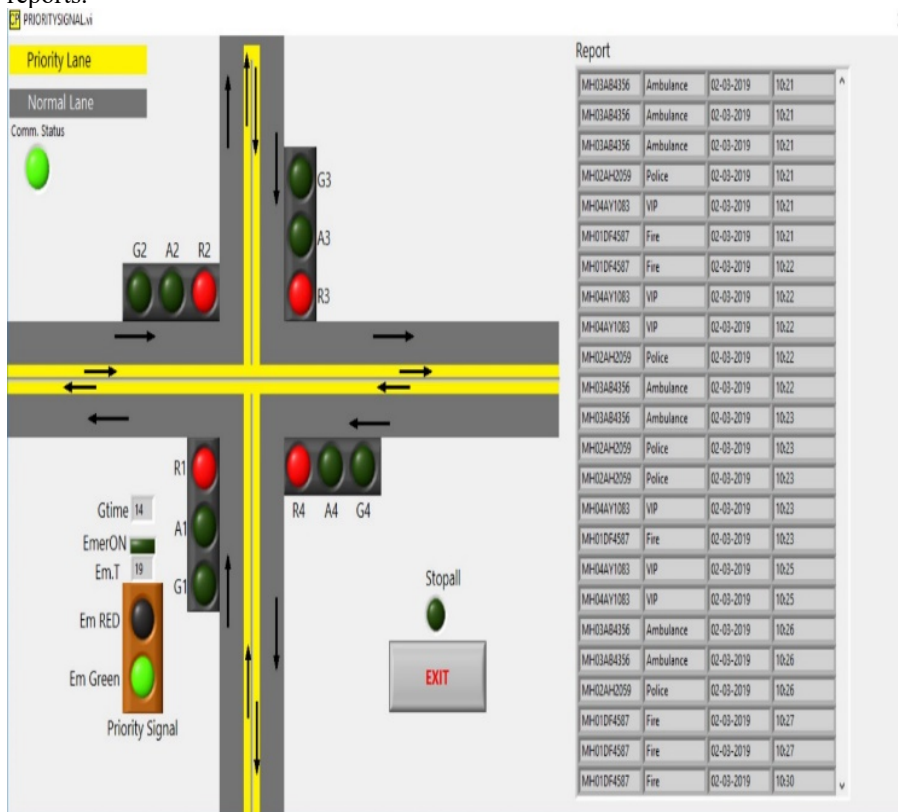 reports.
CP PRIORITYSIGNAL.vi
Priority Lane
Normal Lane
Comm. Status
G3
A3
R3
G2 A2 R2
R1
A1
G1
R4 A4 G4
Gtime 14
EmerON
Em.T 19
Em RED
Em Green
Priority Signal
Stopall
EXIT
Report
MH03AB4356 Ambulance 02-03-2019 10:21
MH03AB4356 Ambulance 02-03-2019 10:21
MH03AB4356 Ambulance 02-03-2019 10:21
MH02AH2059 Police 02-03-2019 10:21
MH04AY1083 VIP 02-03-2019 10:21
MH01DF4587 Fire 02-03-2019 10:21
MH01DF4587 Fire 02-03-2019 10:22
MH04AY1083 VIP 02-03-2019 10:22
MH04AY1083 VIP 02-03-2019 10:22
MH02AH2059 Police 02-03-2019 10:22
MH03AB4356 Ambulance 02-03-2019 10:22
MH03AB4356 Ambulance 02-03-2019 10:23
MH02AH2059 Police 02-03-2019 10:23
MH02AH2059 Police 02-03-2019 10:23
MH04AY1083 VIP 02-03-2019 10:23
MH01DF4587 Fire 02-03-2019 10:23
MH04AY1083 VIP 02-03-2019 10:25
MH04AY1083 VIP 02-03-2019 10:25
MH03AB4356 Ambulance 02-03-2019 10:26
MH03AB4356 Ambulance 02-03-2019 10:26
MH02AH2059 Police 02-03-2019 10:26
MH01DF4587 Fire 02-03-2019 10:27
MH01DF4587 Fire 02-03-2019 10:27
MH01DF4587 Fire 02-03-2019 10:30